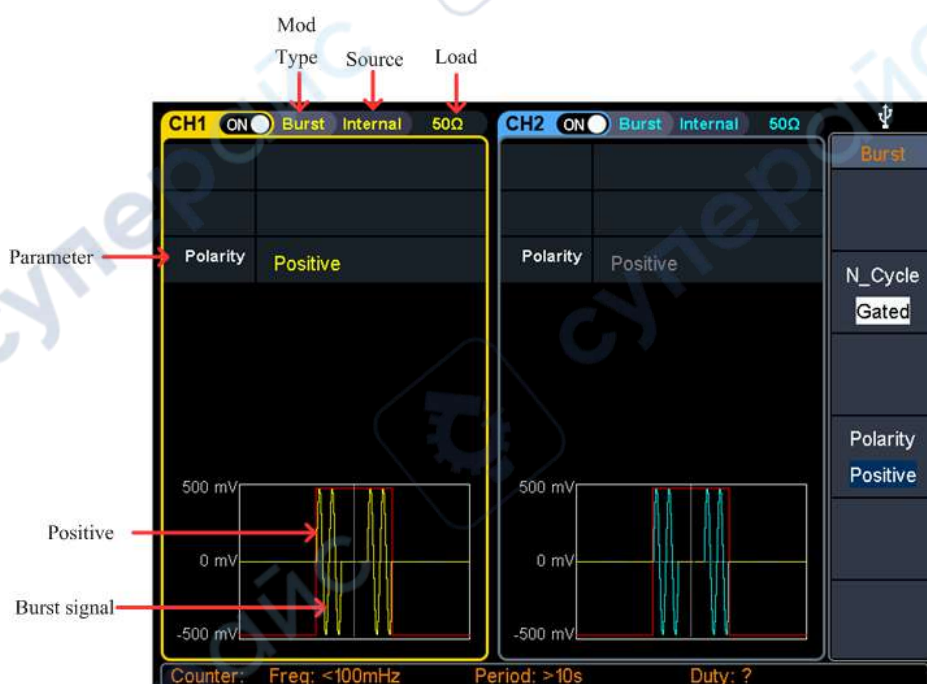 Mod
Type
Source
Load
CH1 ON Burst Internal 50Ω
CH2 ON Burst Internal 50Ω
Burst
Parameter
Polarity Positive
Polarity Positive
N_Cycle
Gated
Polarity
Positive
500 mV
0 mV
-500 mV
500 mV
0 mV
-500 mV
Positive
Burst signal
Counter: Freq: <100mHz Period: >10s Duty: ?
суперайс
суперайс